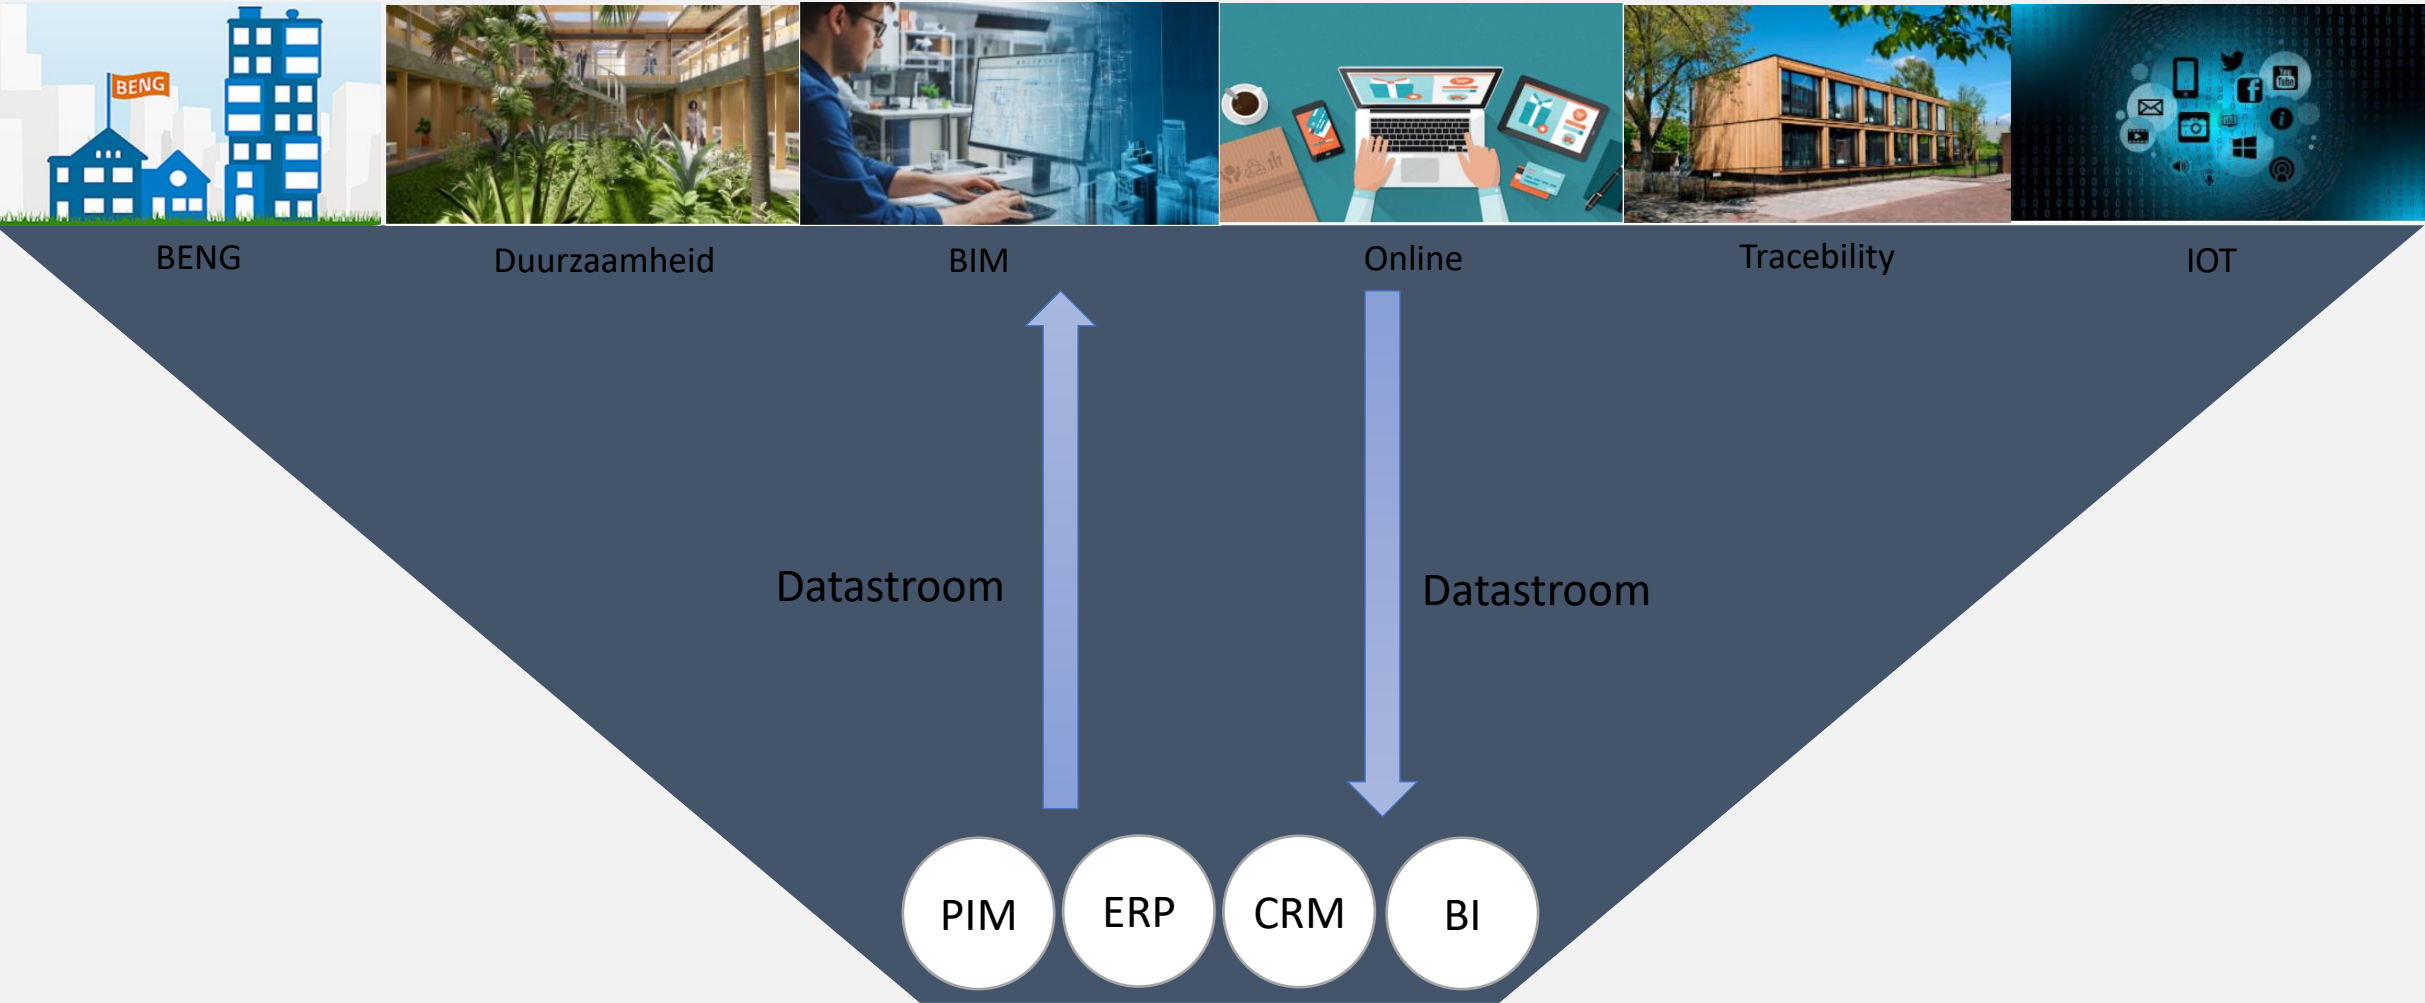 BENG
BENG
Duurzaamheid
BIM
Online
Tracebility
IOT
Datastroom
Datastroom
PIM
ERP
CRM
BI